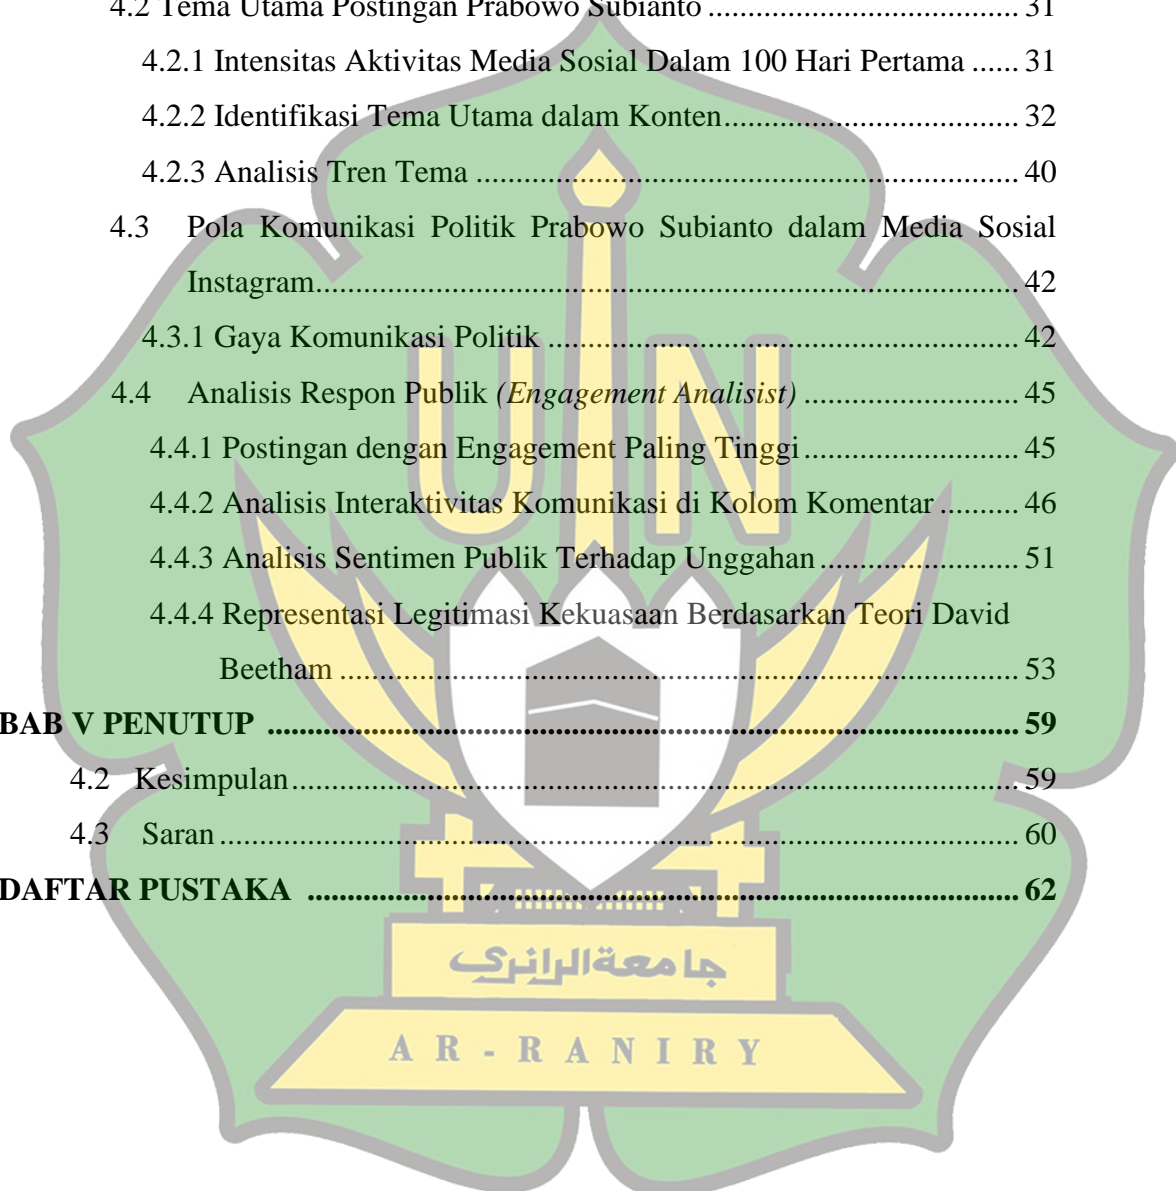 4.2 Tema Utama Postingan Prabowo Subianto ........................................ 31
4.2.1 Intensitas Aktivitas Media Sosial Dalam 100 Hari Pertama ...... 31
4.2.2 Identifikasi Tema Utama dalam Konten...................................... 32
4.2.3 Analisis Tren Tema ..................................................................... 40
4.3 Pola Komunikasi Politik Prabowo Subianto dalam Media Sosial
Instagram......................................................................................... 42
4.3.1 Gaya Komunikasi Politik ............................................................ 42
4.4 Analisis Respon Publik (Engagement Analisist) ........................... 45
4.4.1 Postingan dengan Engagement Paling Tinggi........................... 45
4.4.2 Analisis Interaktivitas Komunikasi di Kolom Komentar .......... 46
4.4.3 Analisis Sentimen Publik Terhadap Unggahan......................... 51
4.4.4 Representasi Legitimasi Kekuasaan Berdasarkan Teori David
Beetham ...................................................................................... 53
BAB V PENUTUP ............................................................................................... 59
4.2 Kesimpulan............................................................................................ 59
4.3 Saran ..................................................................................................... 60
DAFTAR PUSTAKA .......................................................................................... 62
UIN
جامعةالرانري
AR-RANIRY